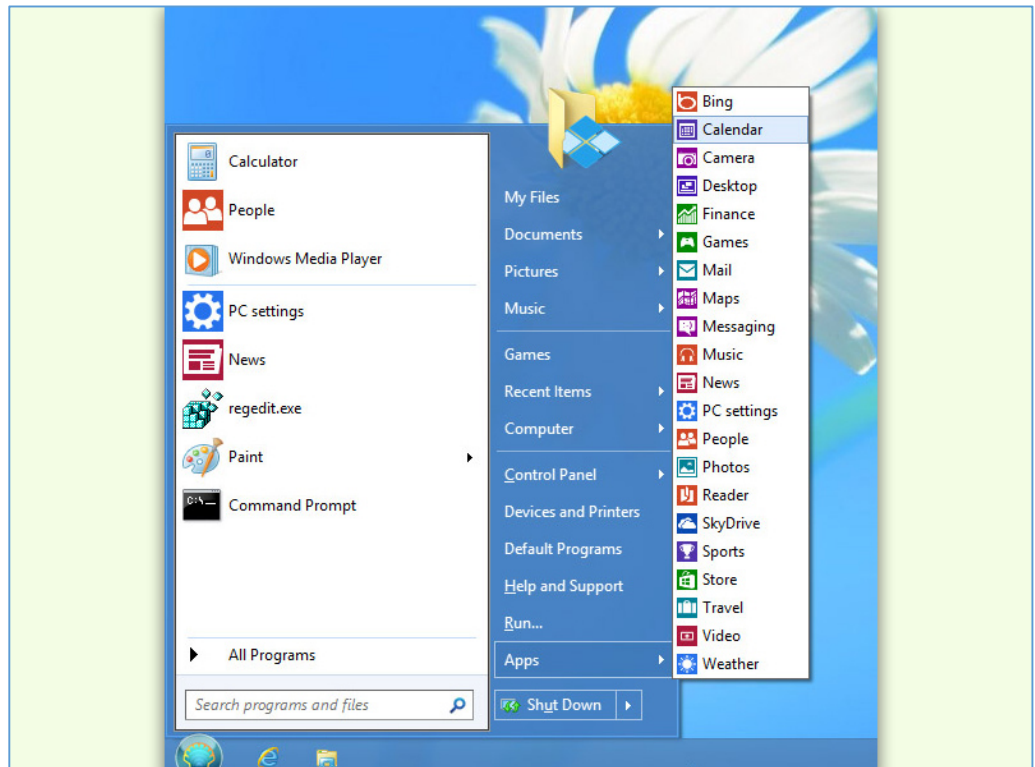 Calculator
People
Windows Media Player
PC settings
News
regedit.exe
Paint
C:\
Command Prompt
All Programs
Search programs and files
My Files
Documents
Pictures
Music
Games
Recent Items
Computer
Control Panel
Devices and Printers
Default Programs
Help and Support
Run...
Apps
Shut Down
Bing
Calendar
Camera
Desktop
Finance
Games
Mail
Maps
Messaging
Music
News
PC settings
People
Photos
Reader
SkyDrive
Sports
Store
Travel
Video
Weather